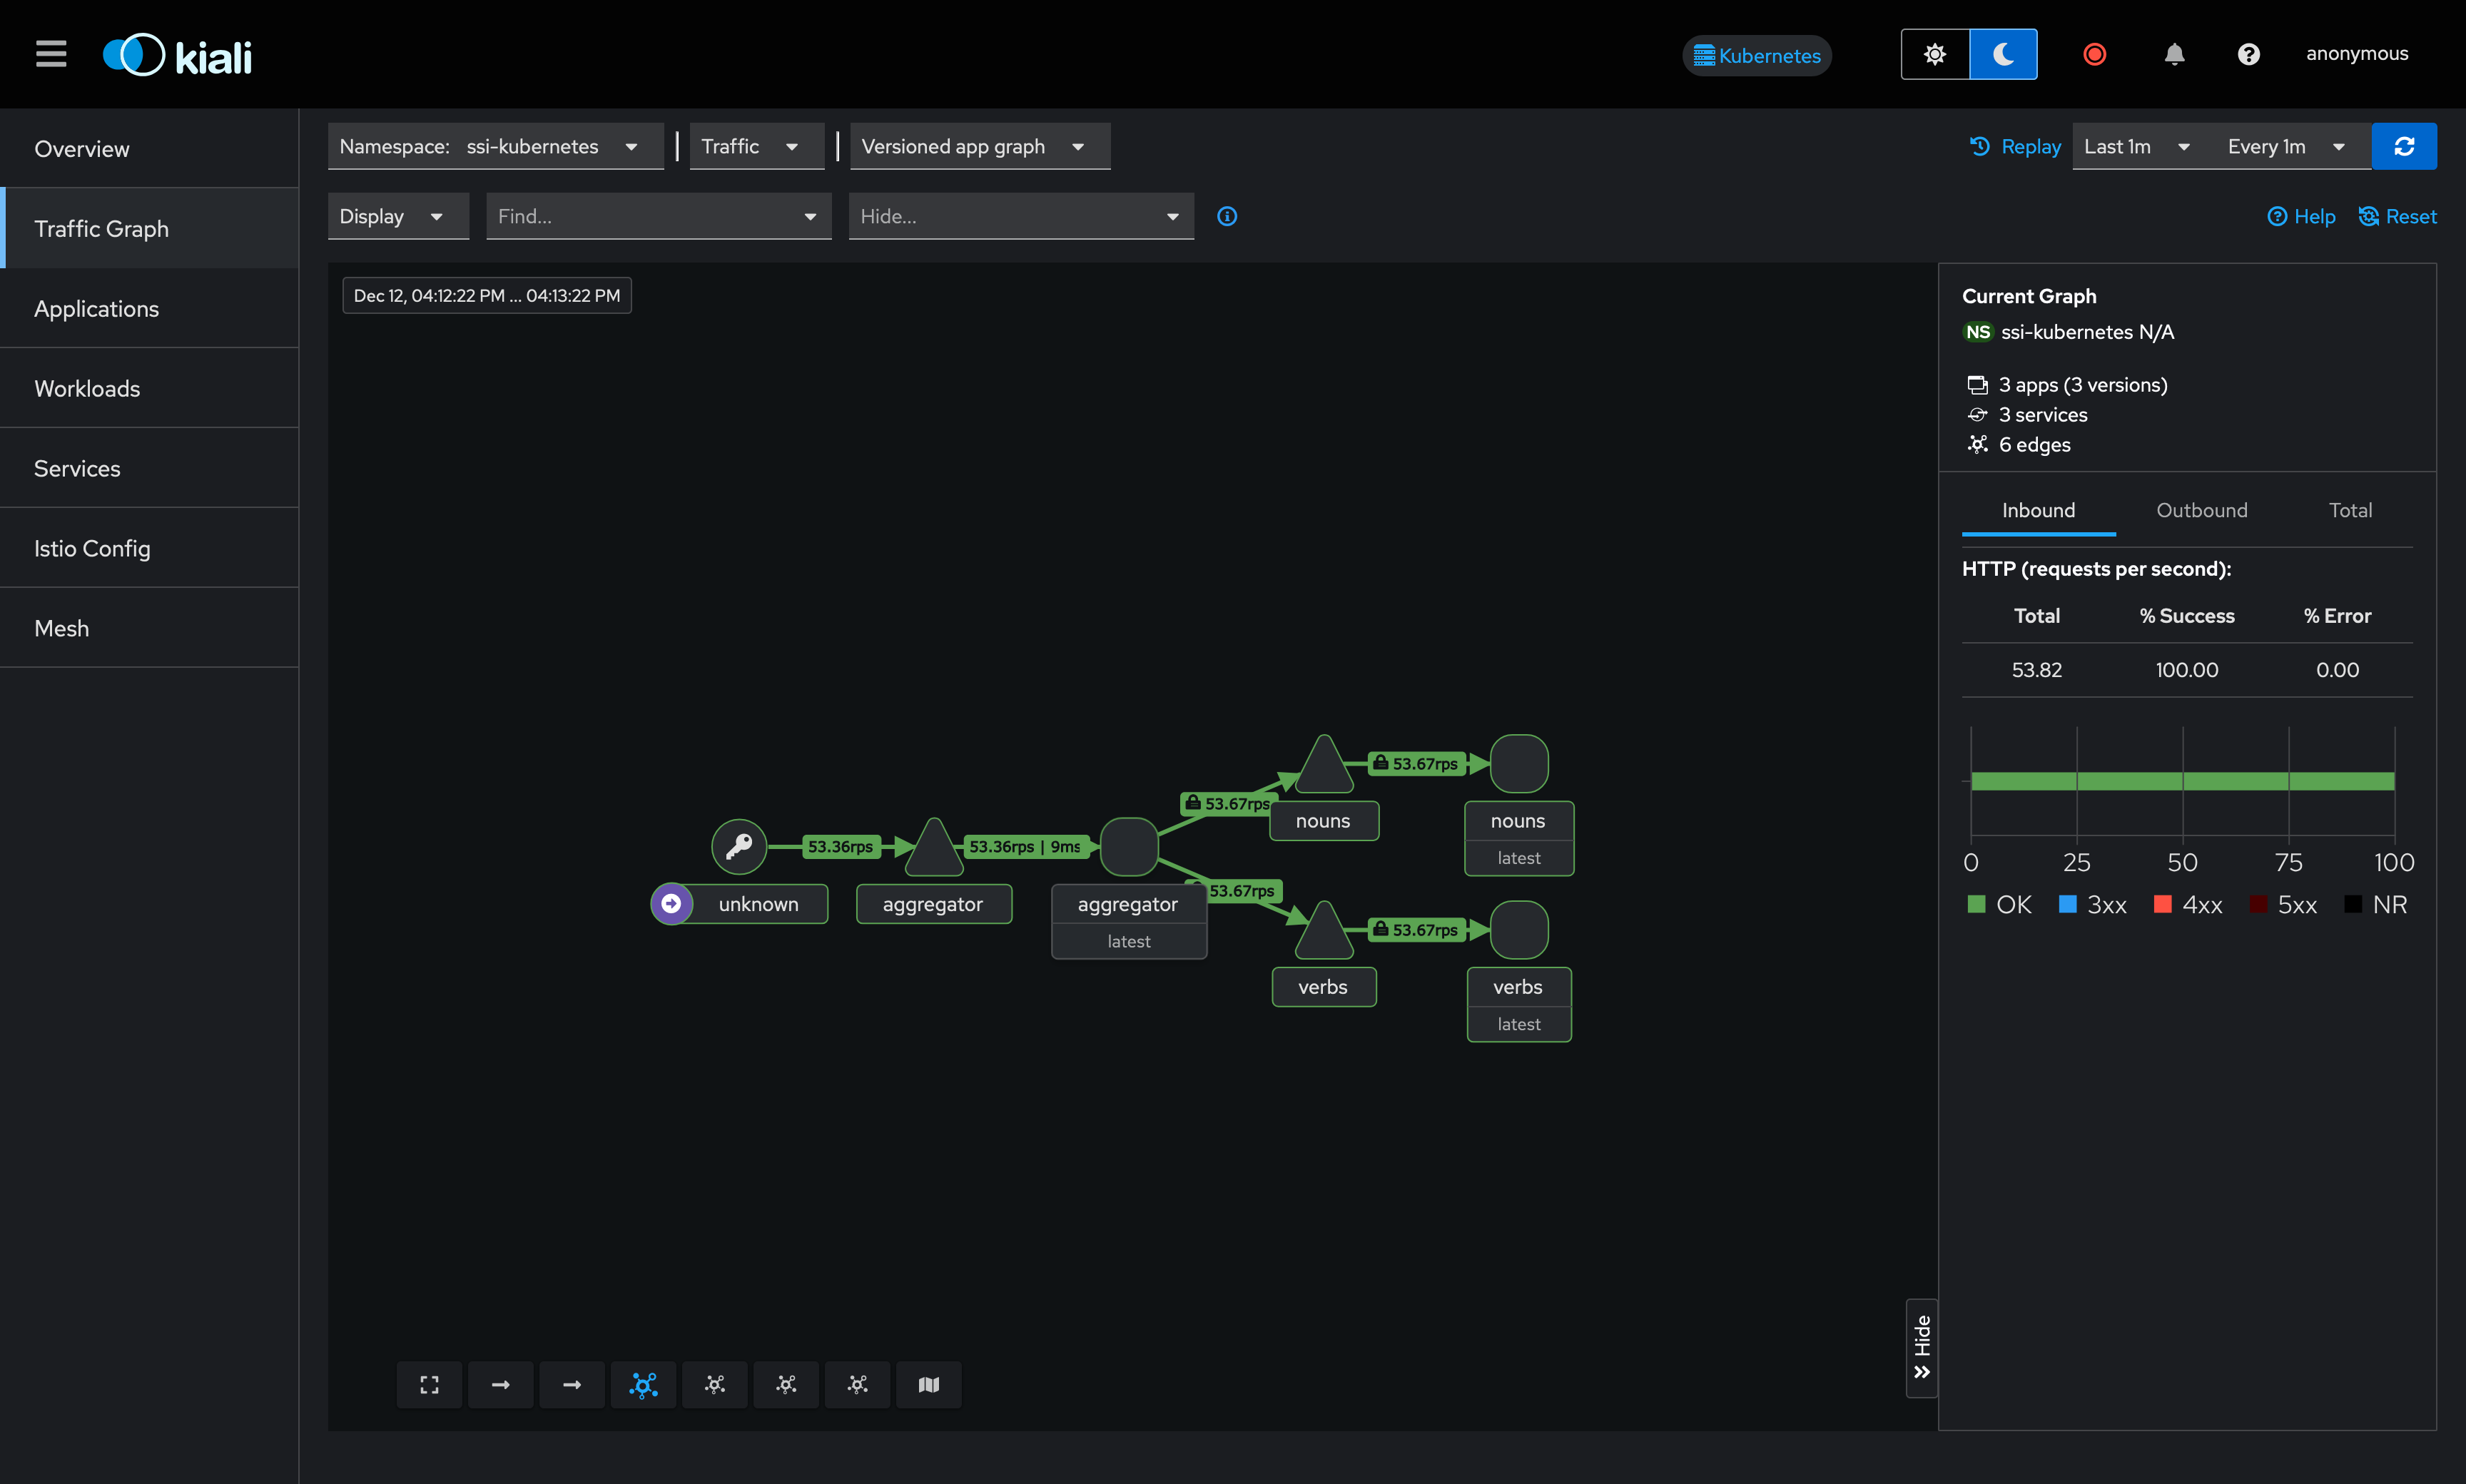 kiali
Kubernetes
anonymous
Overview
Traffic Graph
Applications
Workloads
Services
Istio Config
Mesh
Namespace: ssi-kubernetes
Traffic
Versioned app graph
Replay
Last 1m
Every 1m
Display
Find...
Hide...
Help
Reset
Dec 12, 04:12:22 PM ... 04:13:22 PM
53.67rps
53.67rps
nouns
nouns
latest
53.36rps
53.36rps | 9ms
unknown
aggregator
aggregator
latest
53.67rps
53.67rps
verbs
verbs
latest
Hide
Current Graph
NS ssi-kubernetes N/A
3 apps (3 versions)
3 services
6 edges
Inbound Outbound Total
HTTP (requests per second):
Total % Success % Error
53.82 100.00 0.00
0 25 50 75 100
OK 3xx 4xx 5xx NR